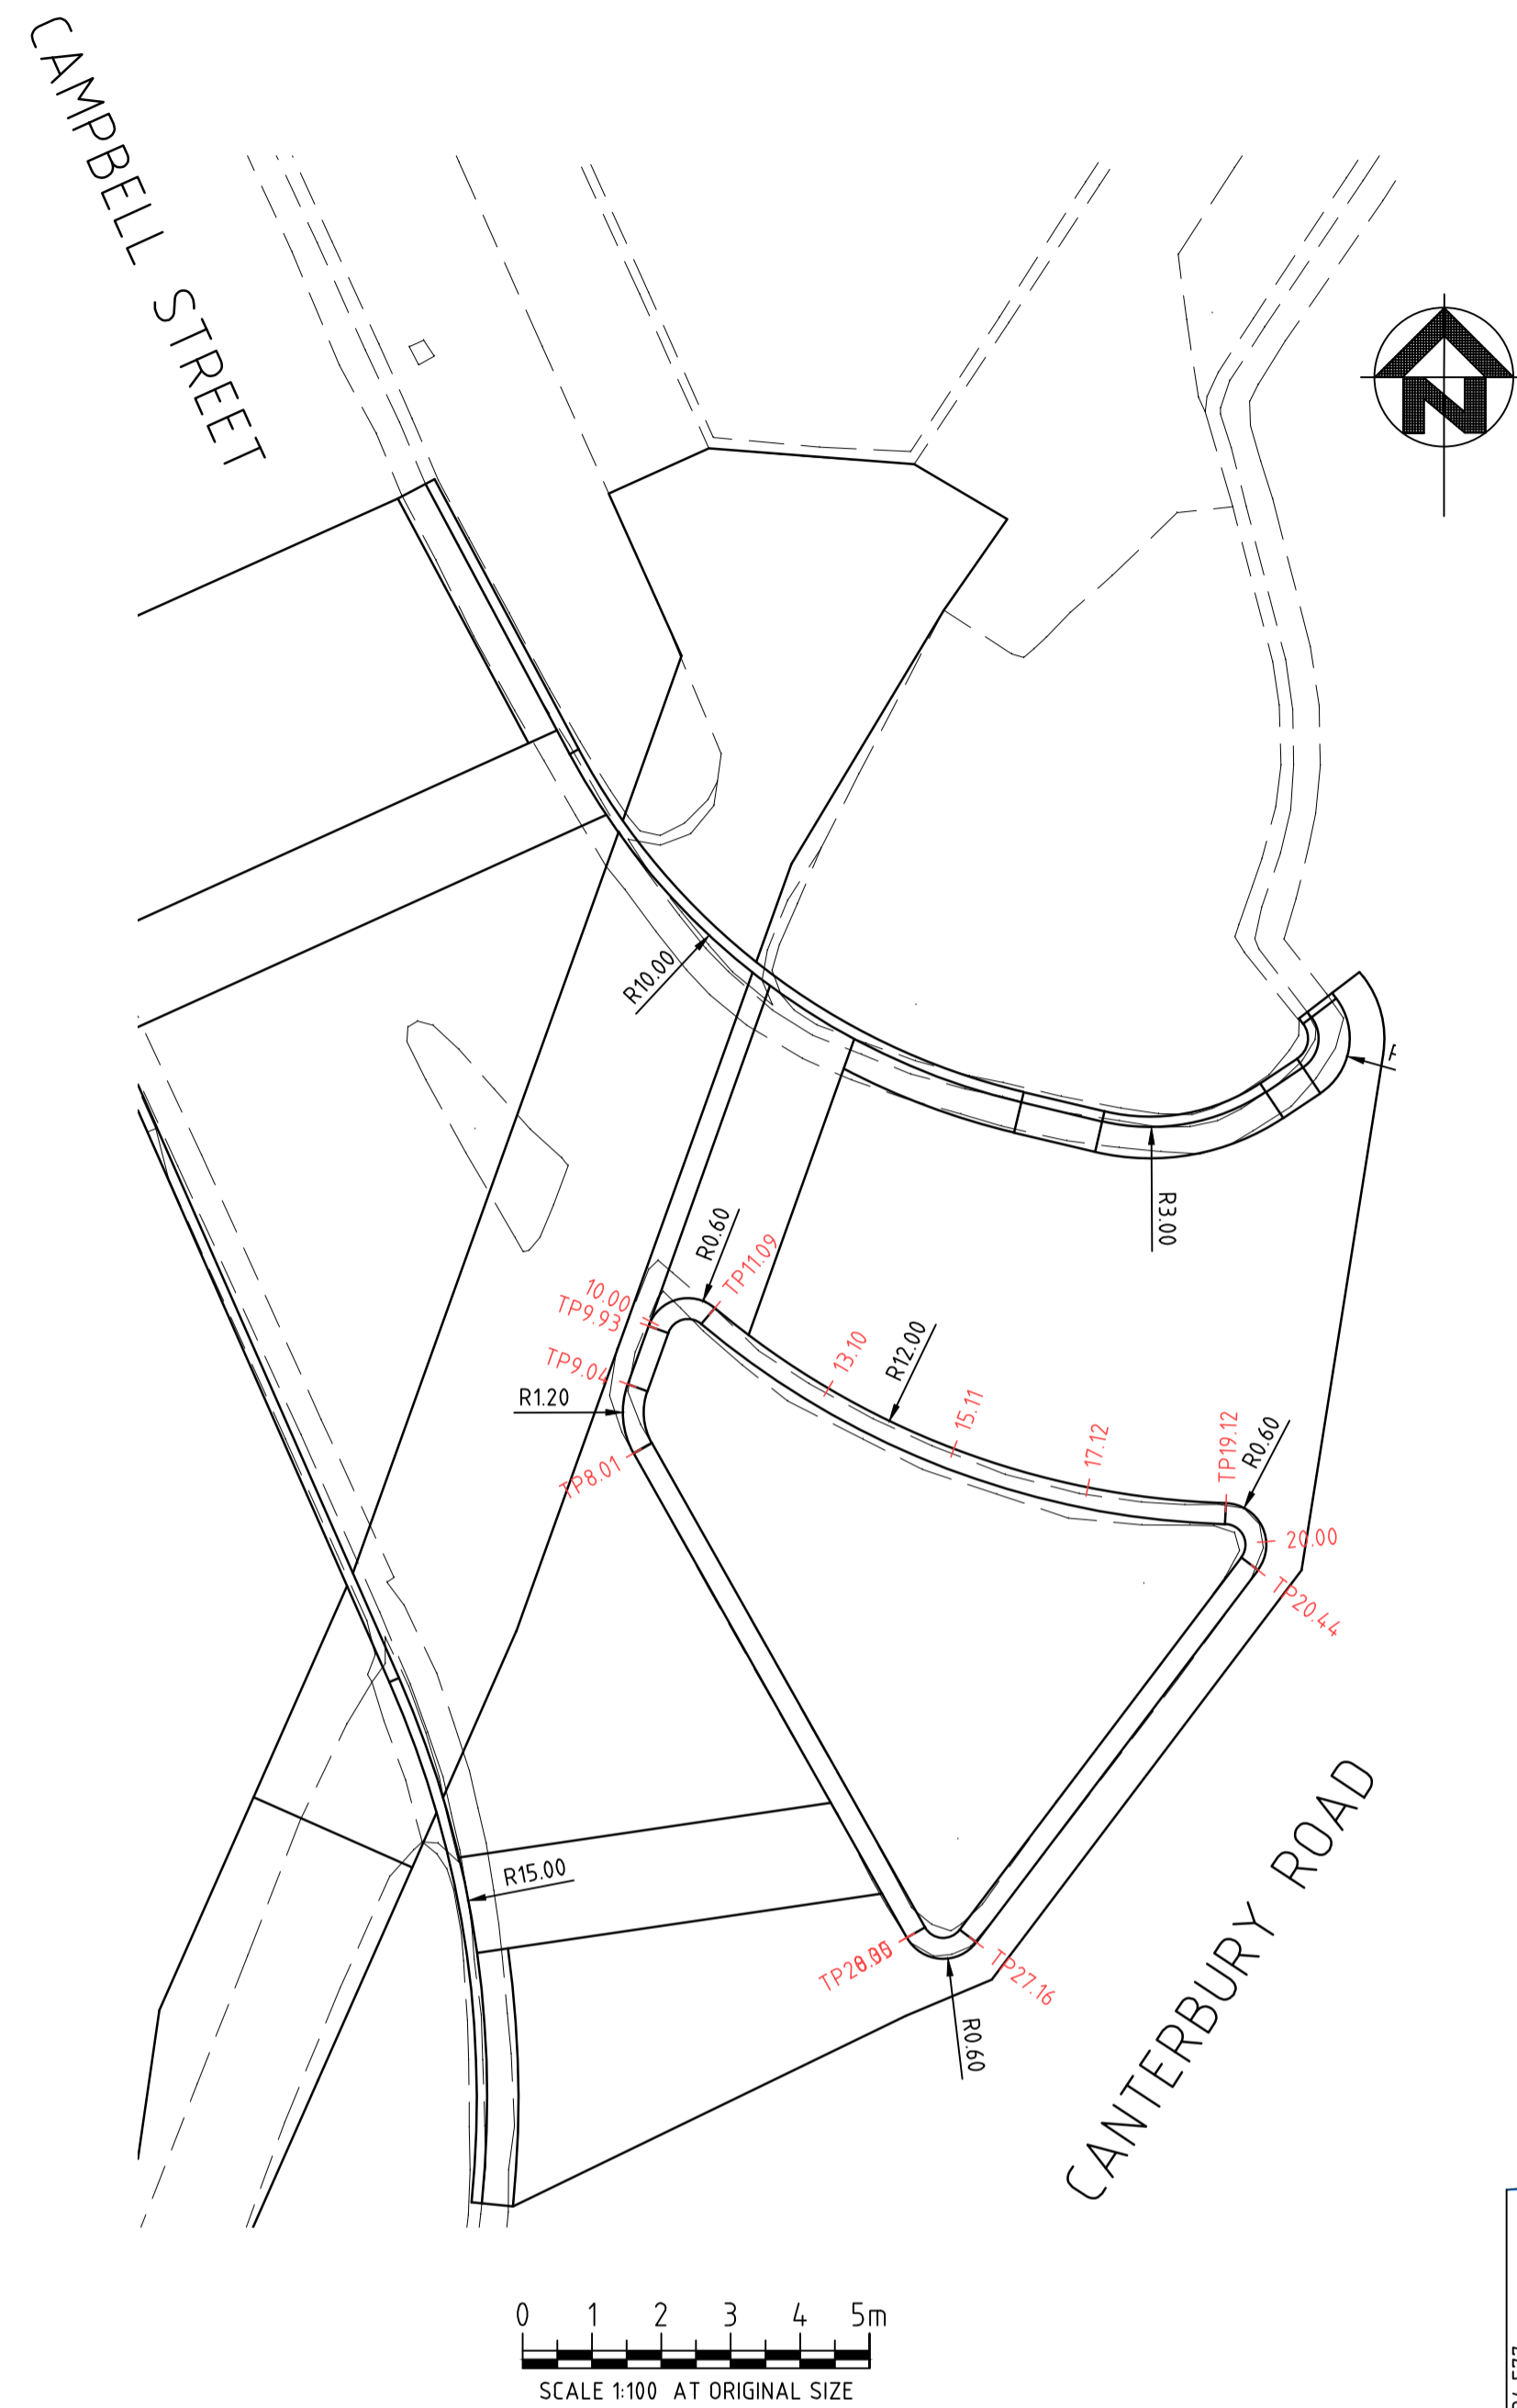 CAMPBELL STREET
N
R10.00
R3.00
R0.60
TP11.09
10.00
TP9.93
TP9.04
R1.20
TP8.01
13.10
R12.00
15.11
17.12
TP19.12
R0.60
20.00
TP20.44
R15.00
TP27.16
R0.60
CANTERBURY ROAD
0 1 2 3 4 5m
SCALE 1:100 AT ORIGINAL SIZE